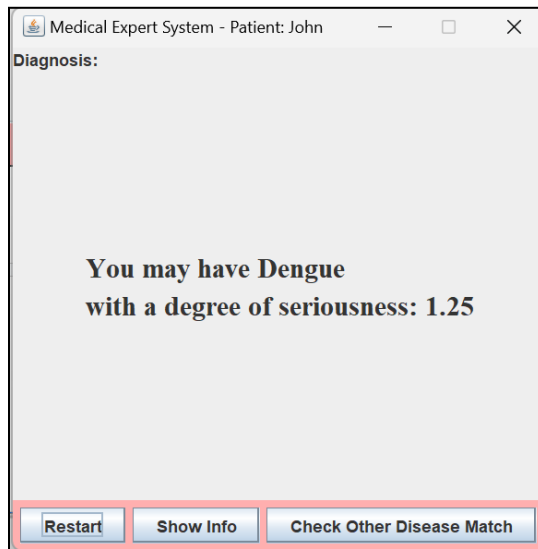 Medical Expert System - Patient: John
Diagnosis:
You may have Dengue
with a degree of seriousness: 1.25
Restart Show Info Check Other Disease Match